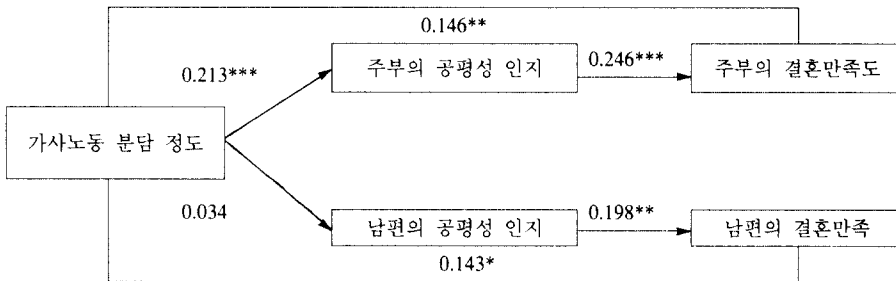 0.146**
0.213*** 주부의 공평성 인지 0.246*** 주부의 결혼만족도
가사노동 분담 정도
0.034 남편의 공평성 인지 0.198** 남편의 결혼만족
0.143*